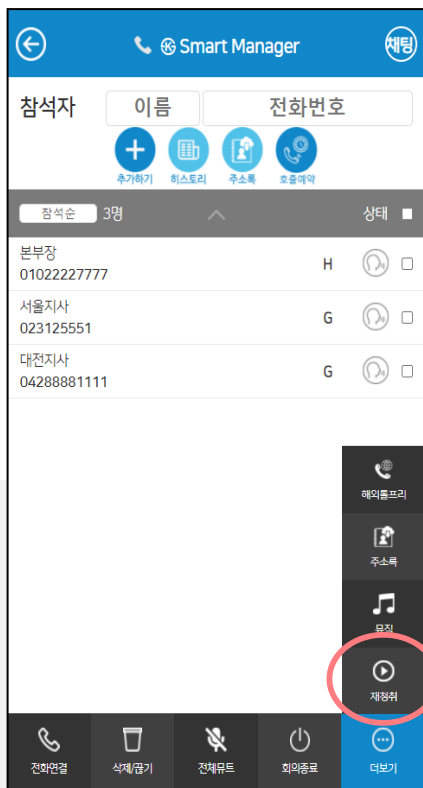 Smart Manager
채팅
참석자 이름 전화번호
추가하기 히스토리 주소록 호출예약
참석순 3명 상태
본부장
01022227777 H
서울지사
023125551 G
대전지사
04288881111 G
해외톨프리
주소록
뮤직
재청취
전화연결 삭제/끊기 전체뮤트 회의종료 더보기